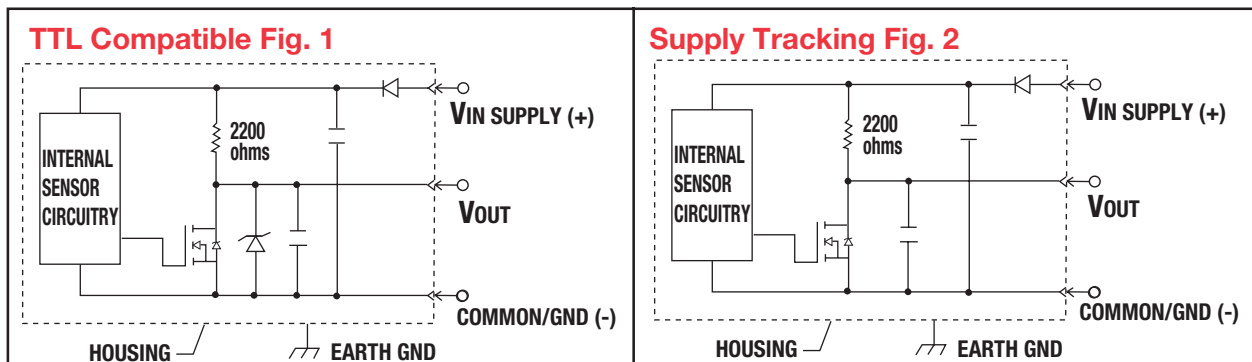 TTL Compatible Fig. 1
VIN SUPPLY (+)
2200
ohms
INTERNAL
SENSOR
CIRCUITRY
VOUT
COMMON/GND (-)
HOUSING
EARTH GND
Supply Tracking Fig. 2
VIN SUPPLY (+)
2200
ohms
INTERNAL
SENSOR
CIRCUITRY
VOUT
COMMON/GND (-)
HOUSING
EARTH GND